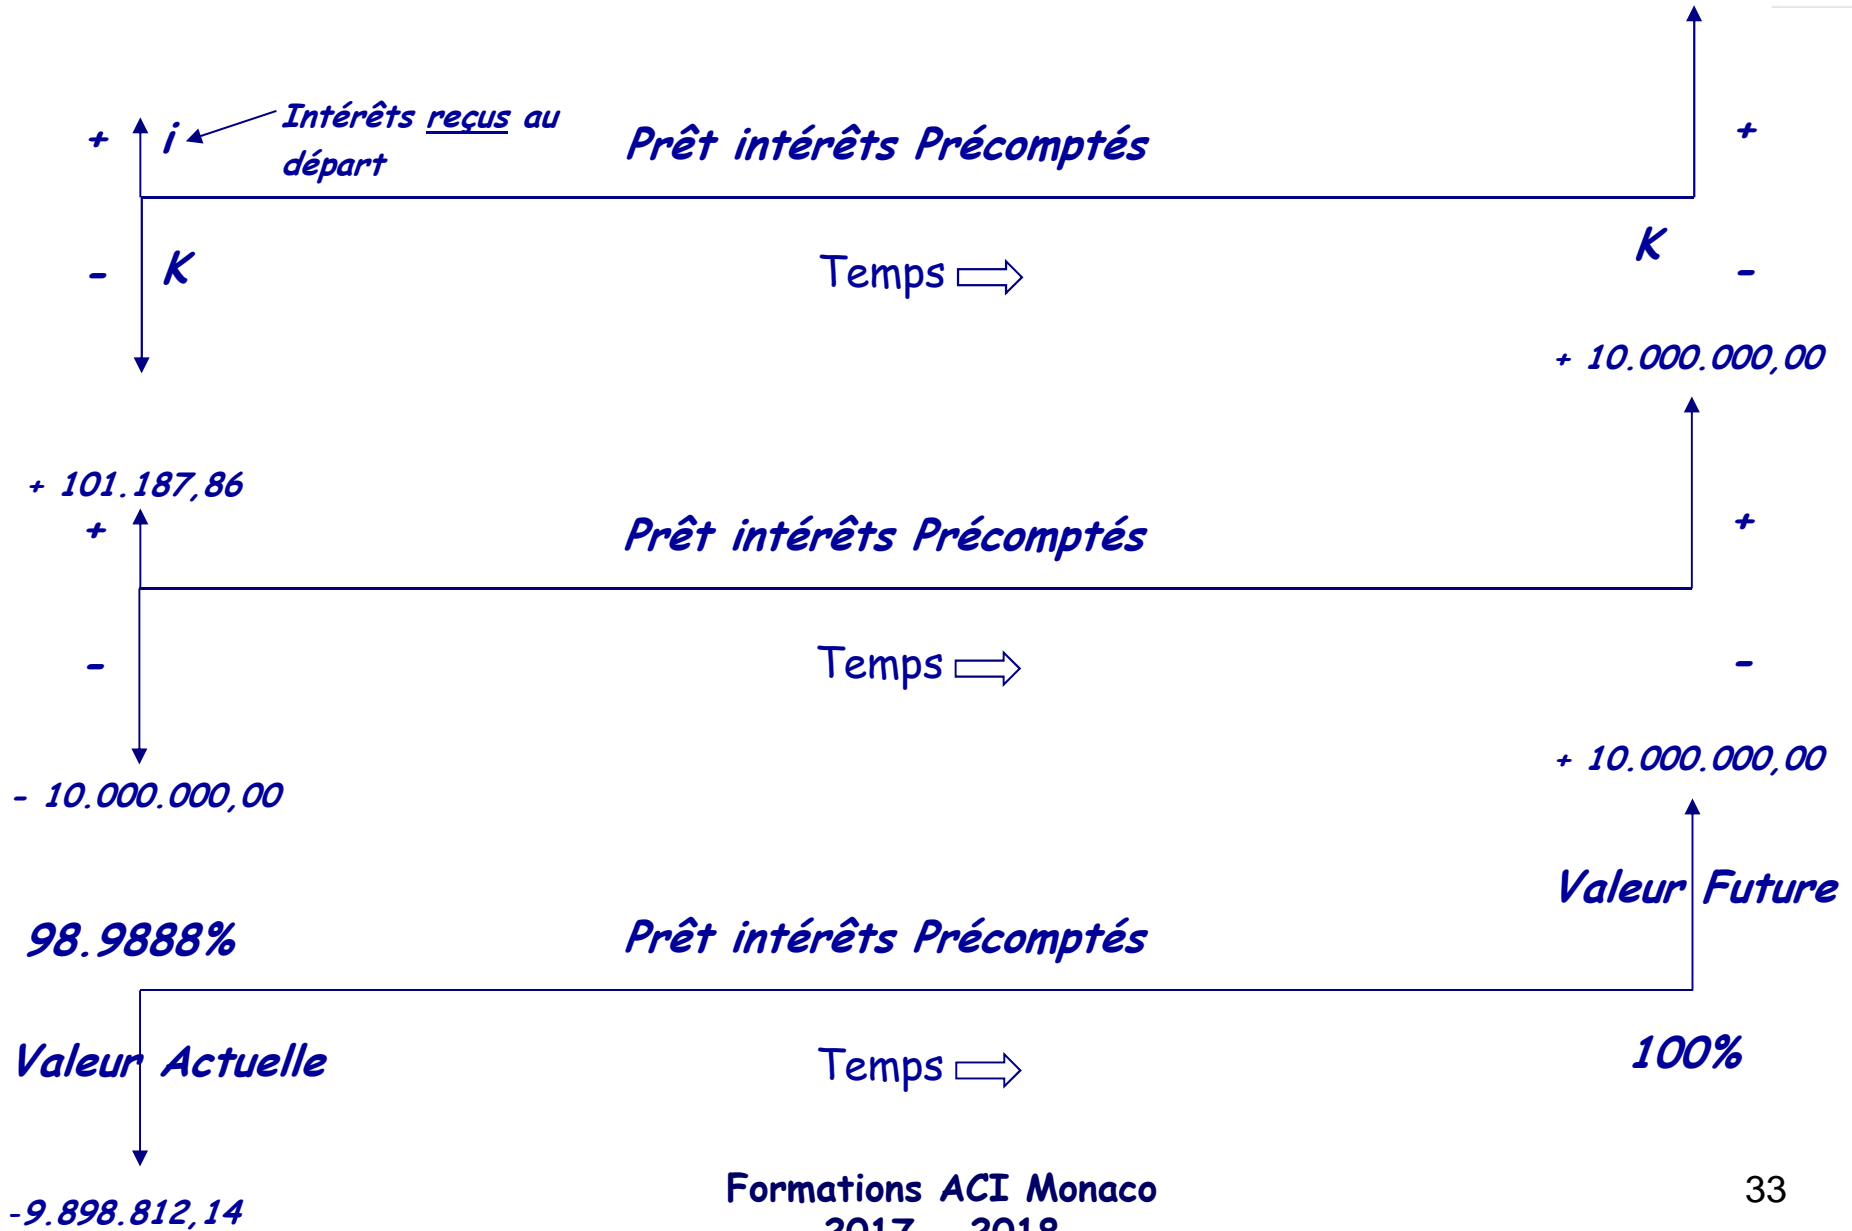 + i Intérêts reçus au
départ
Prêt intérêts Précomptés
+
- K
Temps
K
-
+ 10.000.000,00
+ 101.187,86
+
Prêt intérêts Précomptés
+
-
Temps
-
- 10.000.000,00
+ 10.000.000,00
Valeur Future
98.9888%
Prêt intérêts Précomptés
Valeur Actuelle
Temps
100%
-9.898.812,14
Formations ACI Monaco
2017 - 2018
33